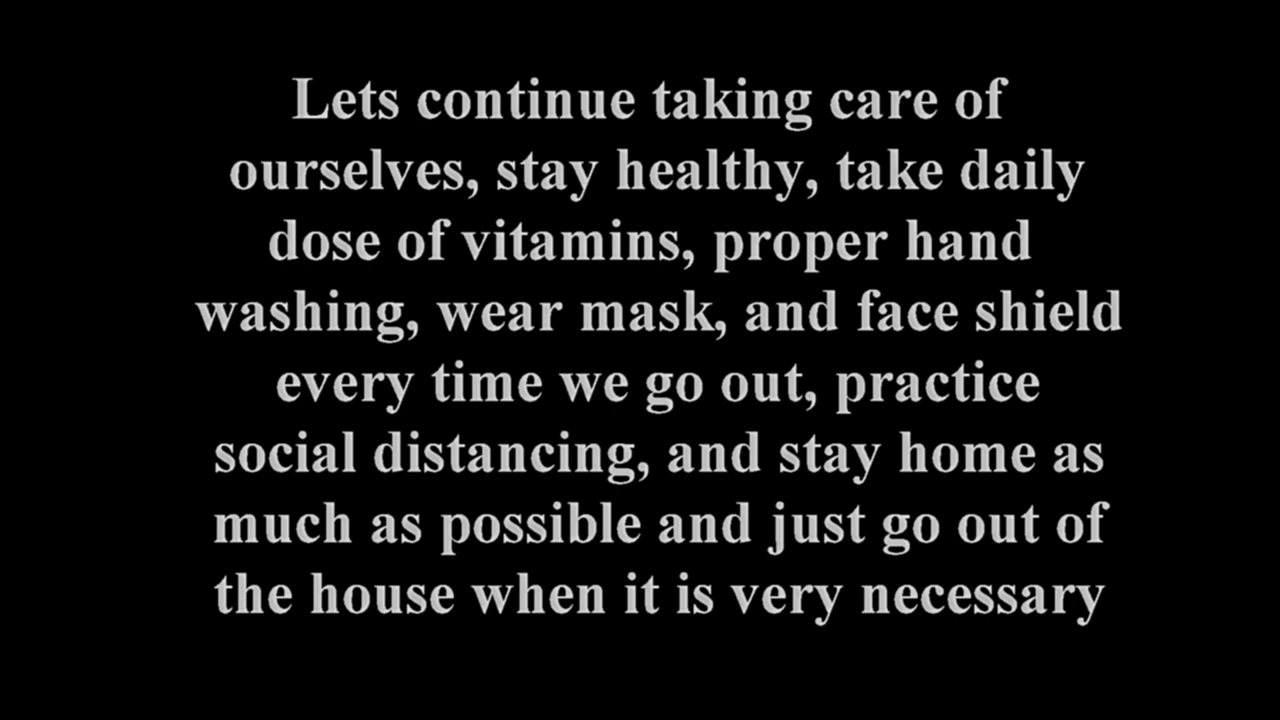 Lets continue taking care of
ourselves, stay healthy, take daily
dose of vitamins, proper hand
washing, wear mask, and face shield
every time we go out, practice
social distancing, and stay home as
much as possible and just go out of
the house when it is very necessary